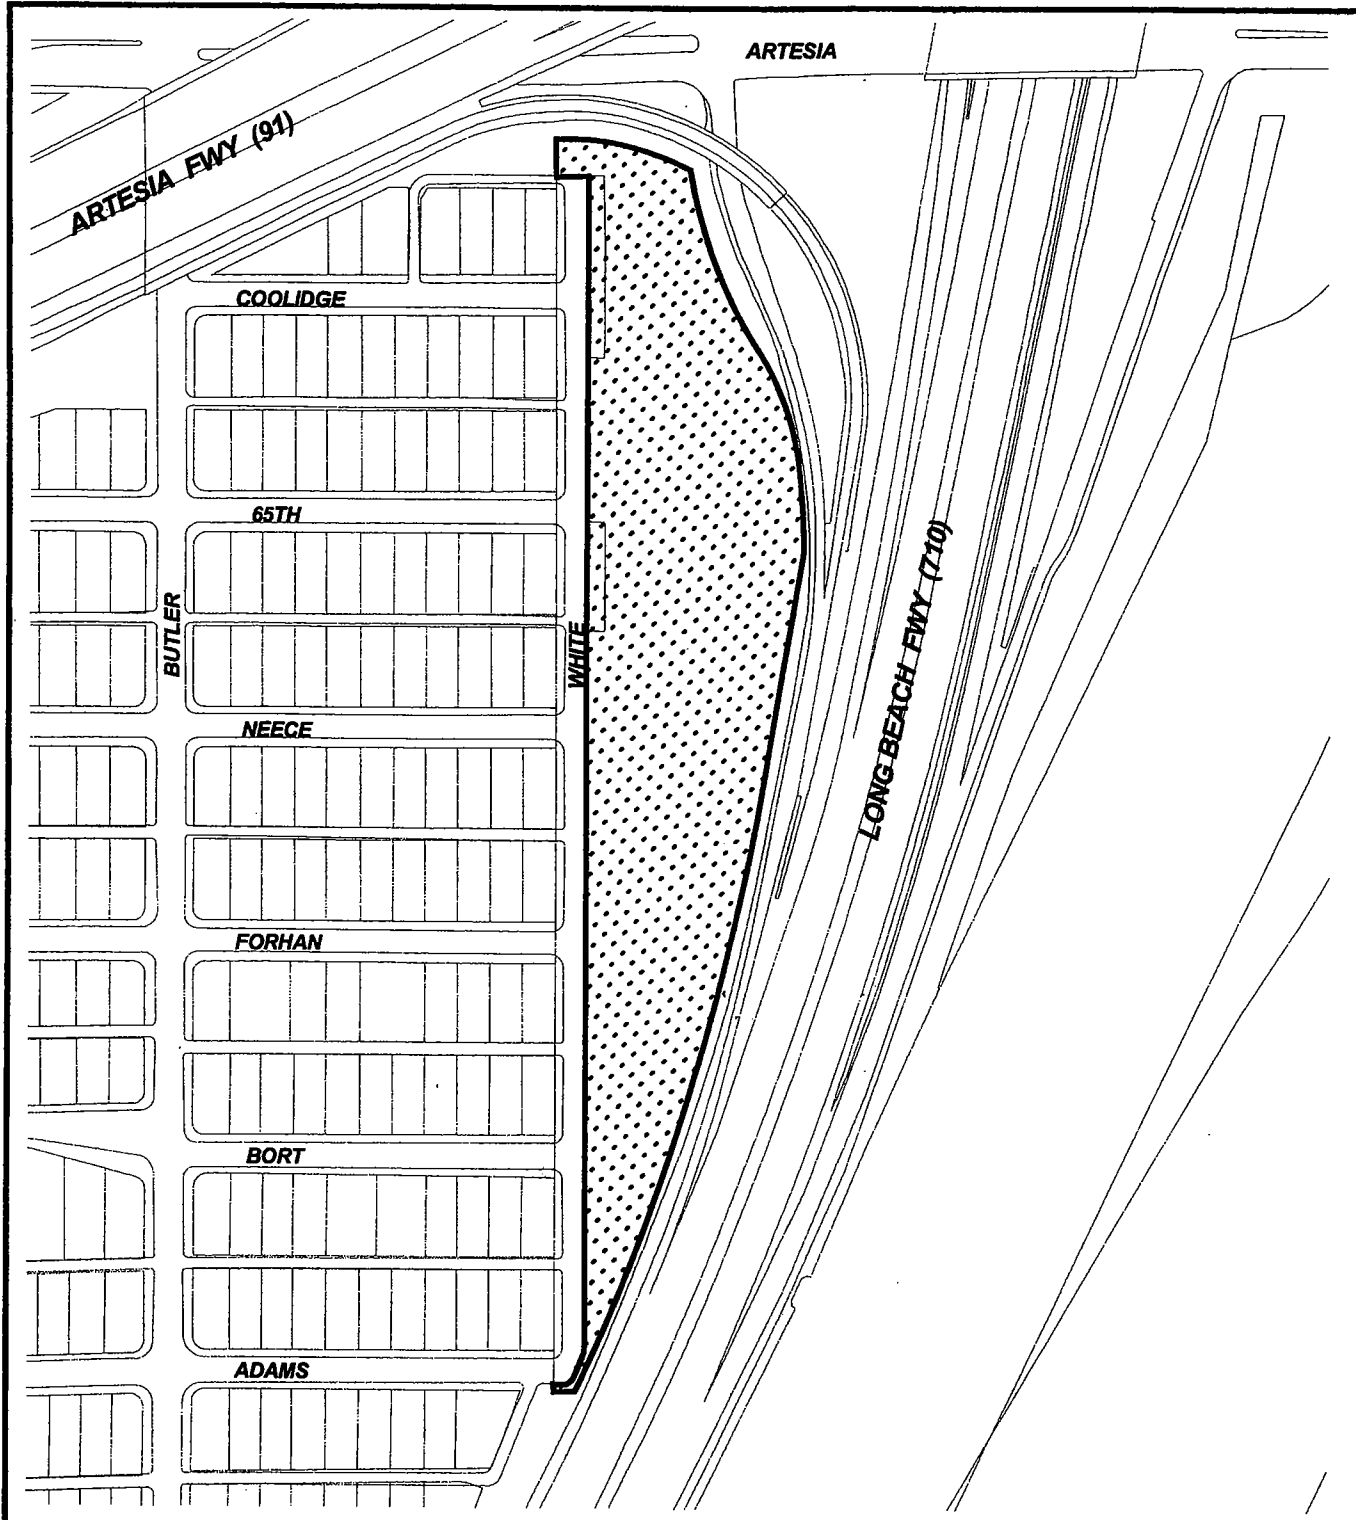 ARTESIA
ARTESIA FWY (91)
COOLIDGE
65TH
BUTLER
WHITE
LONG BEACH FWY (710)
NEECE
FORHAN
BORT
ADAMS